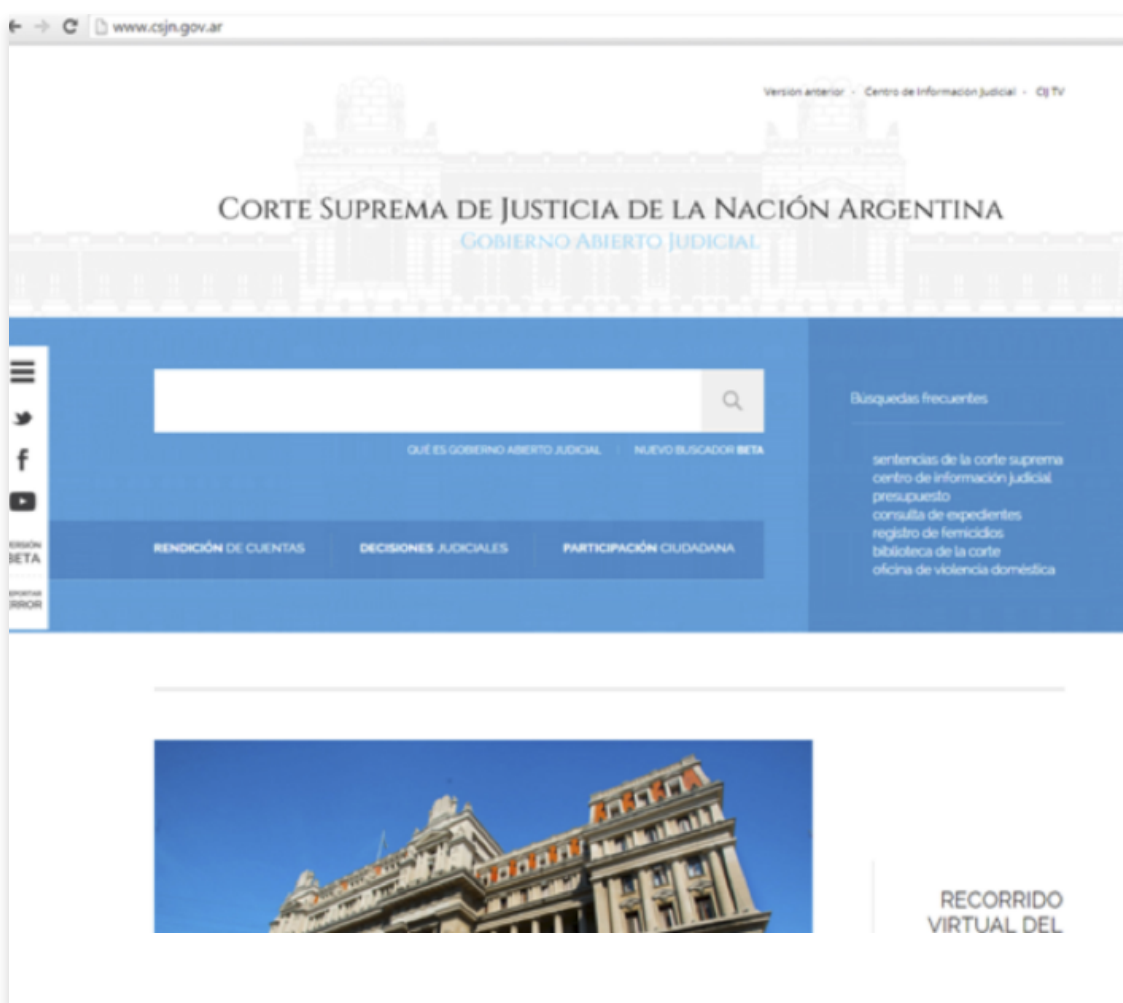 www.csjn.gov.ar
Versión anterior - Centro de Información Judicial - CIJ TV
CORTE SUPREMA DE JUSTICIA DE LA NACIÓN ARGENTINA
GOBIERNO ABIERTO JUDICIAL
QUÉ ES GOBIERNO ABIERTO JUDICIAL
NUEVO BUSCADOR BETA
RENDICIÓN DE CUENTAS
DECISIONES JUDICIALES
PARTICIPACIÓN CIUDADANA
Búsquedas frecuentes
sentencias de la corte suprema
centro de información judicial
presupuesto
consulta de expedientes
registro de femicidios
biblioteca de la corte
oficina de violencia doméstica
BETA
RECORRIDO
VIRTUAL DEL